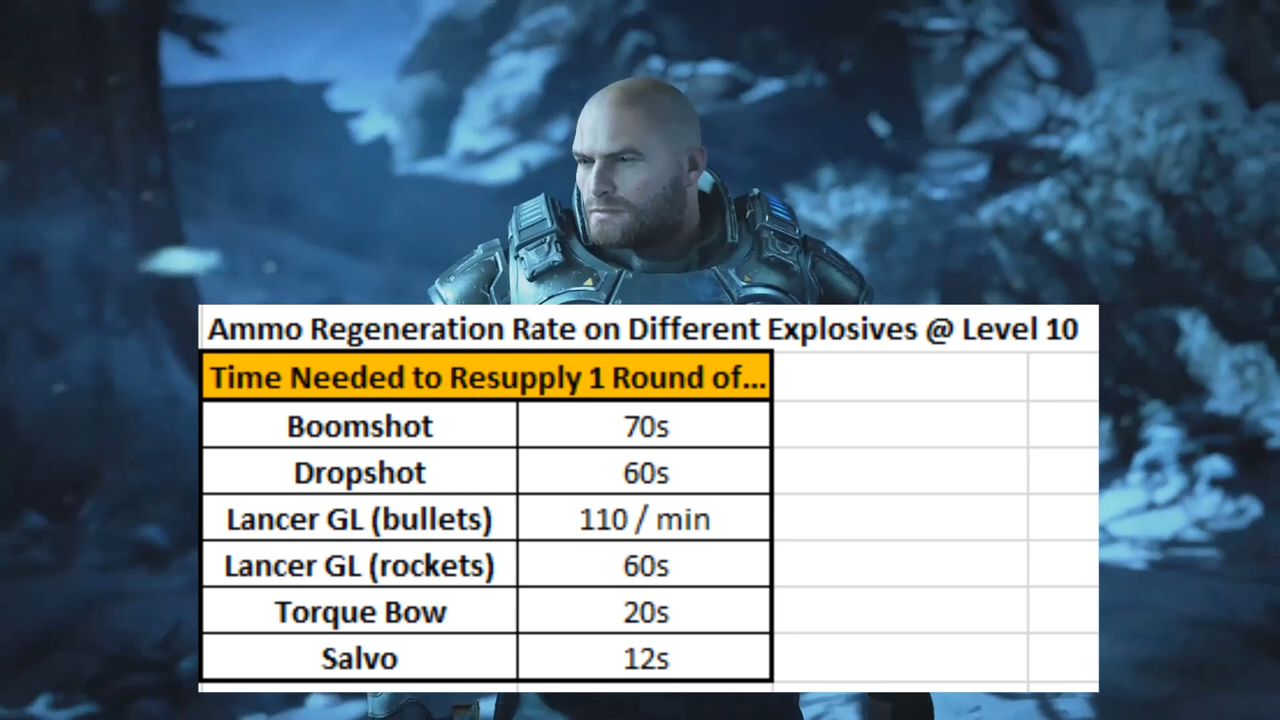 Ammo Regeneration Rate on Different Explosives @ Level 10
Time Needed to Resupply 1 Round of...
Boomshot 70s
Dropshot 60s
Lancer GL (bullets) 110 / min
Lancer GL (rockets) 60s
Torque Bow 20s
Salvo 12s